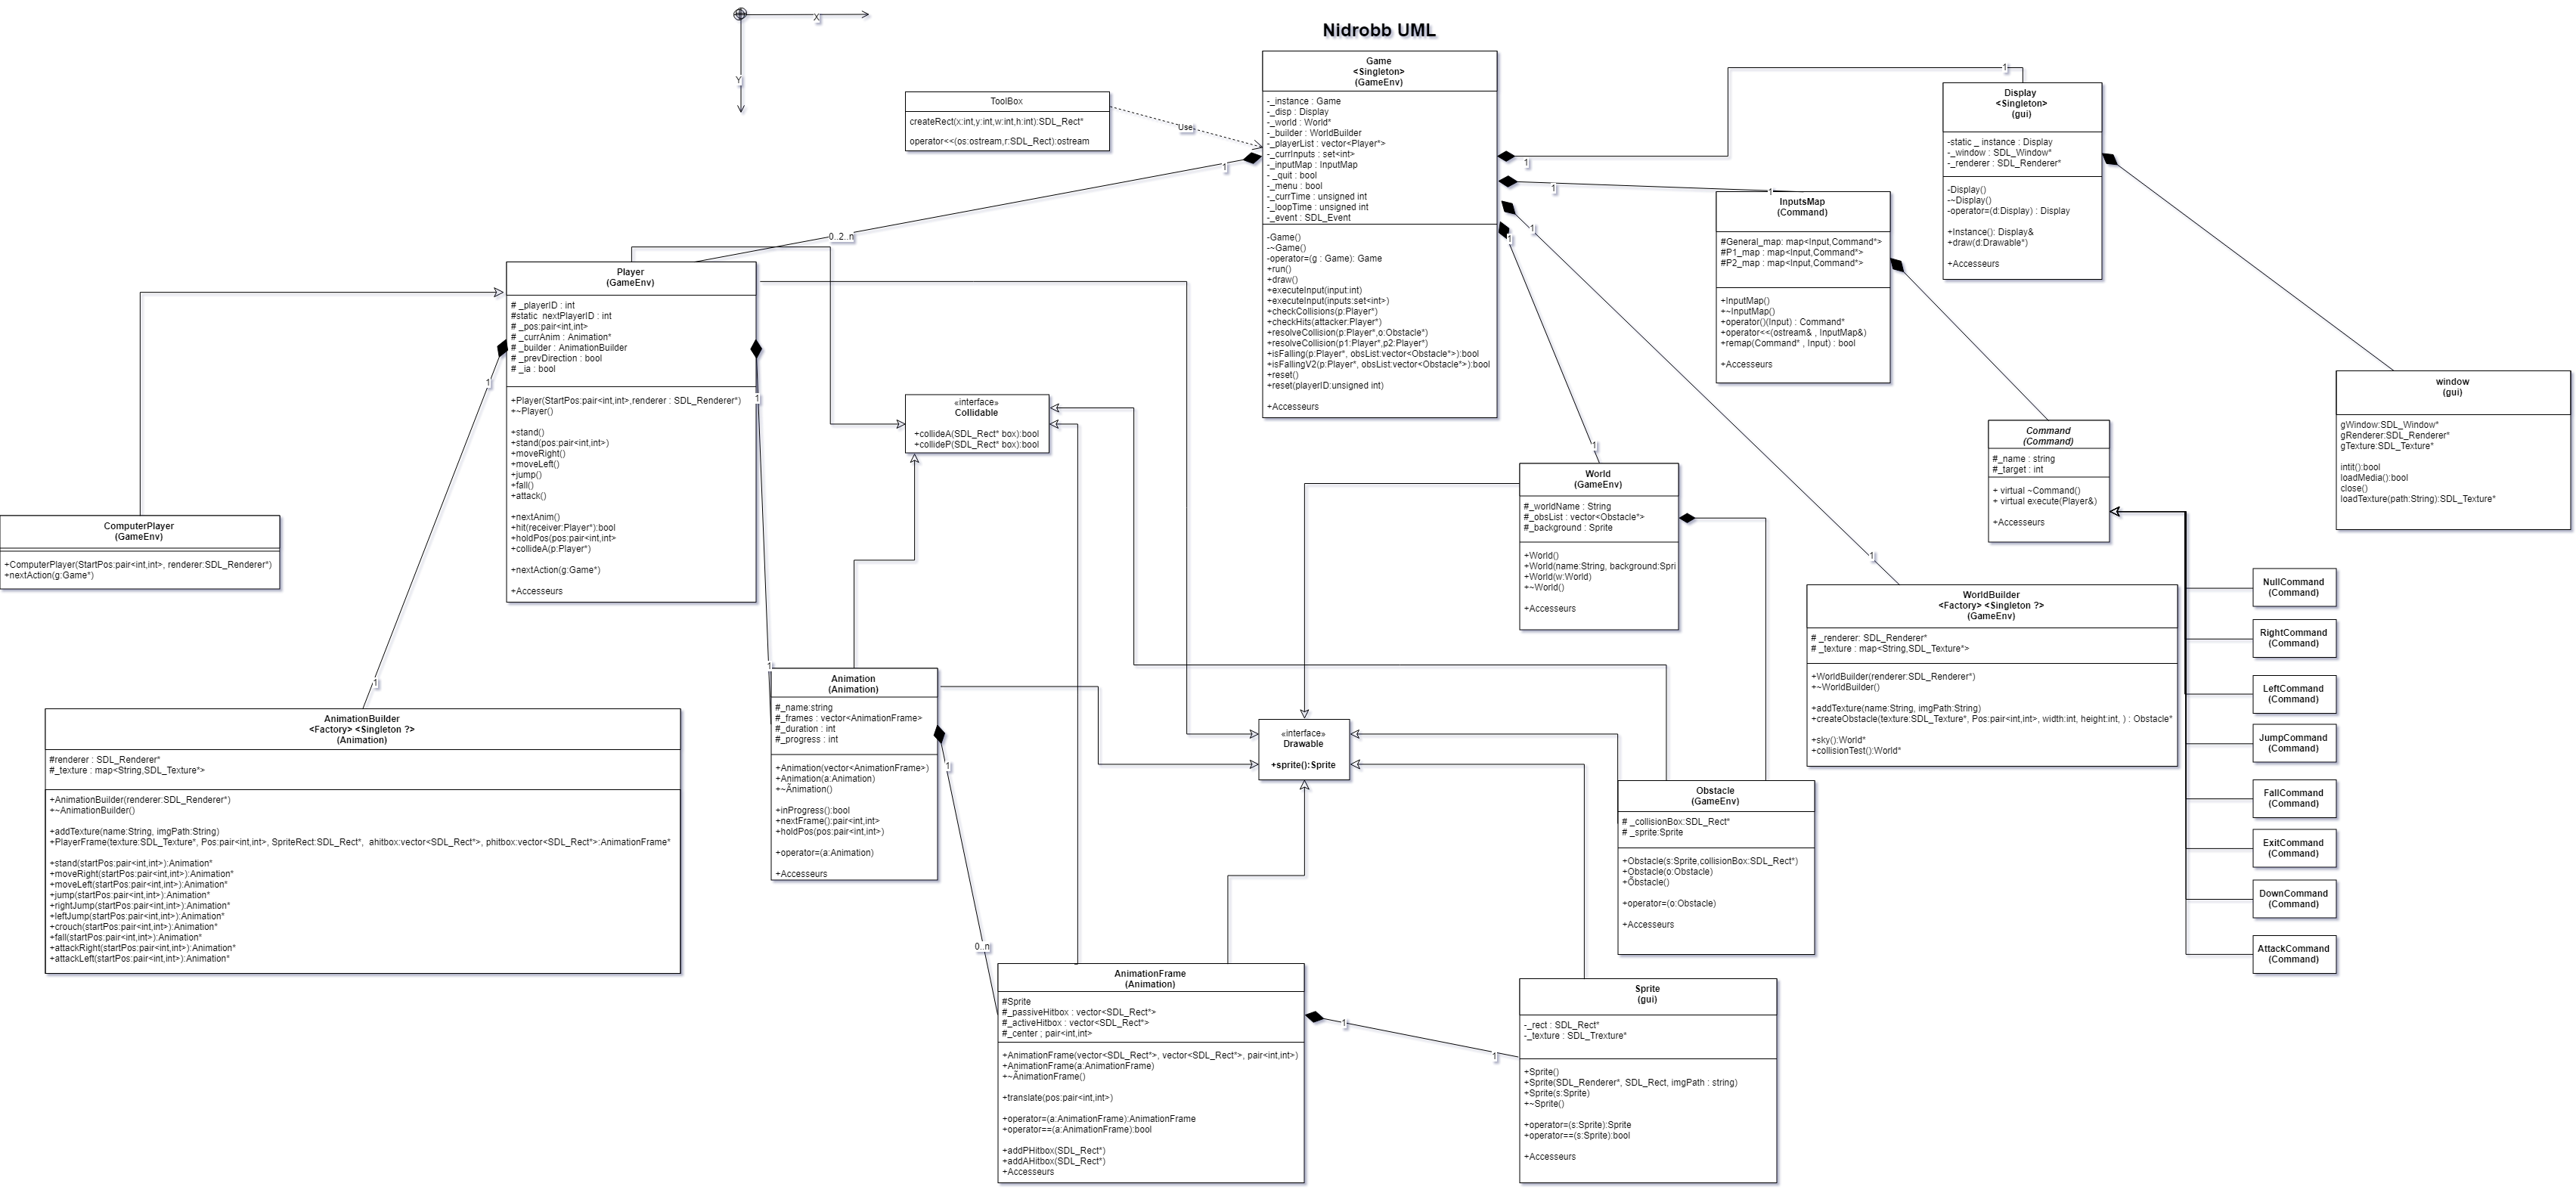 X
Y
Nidrobb UML
ToolBox
createRect(x:int,y:int,w:int,h:int):SDL_Rect*
operator<<(os:ostream,r:SDL_Rect):ostream
Use
Game
<Singleton>
(GameEnv)
-_instance : Game
-_disp : Display
-_world : World*
-_builder : WorldBuilder
-_playerList : vector<Player*>
-_currInputs : set<int>
-_inputMap : InputMap
- _quit : bool
-_menu : bool
-_currTime : unsigned int
-_loopTime : unsigned int
-_event : SDL_Event
-Game()
-~Game()
-operator=(g : Game): Game
+run()
+draw()
+executeInput(input:int)
+executeInput(inputs:set<int>)
+checkCollisions(p:Player*)
+checkHits(attacker:Player*)
+resolveCollision(p:Player*,o:Obstacle*)
+resolveCollision(p1:Player*,p2:Player*)
+isFalling(p:Player*, obsList:vector<Obstacle*>):bool
+isFallingV2(p:Player*, obsList:vector<Obstacle*>):bool
+reset()
+reset(playerID:unsigned int)
+Accesseurs
1
0..2..n
1
1
1
1
1
1
1
1
Display
<Singleton>
(gui)
-static _ instance : Display
-_window : SDL_Window*
-_renderer : SDL_Renderer*
-Display()
-~Display()
-operator=(d:Display) : Display
+Instance(): Display&
+draw(d:Drawable*)
+Accesseurs
InputsMap
(Command)
#General_map: map<Input,Command*>
#P1_map : map<Input,Command*>
#P2_map : map<Input,Command*>
+InputMap()
+~InputMap()
+operator()(Input) : Command*
+operator<<(ostream& , InputMap&)
+remap(Command* , Input) : bool
+Accesseurs
Player
(GameEnv)
# _playerID : int
#static  nextPlayerID : int
# _pos:pair<int,int>
# _currAnim : Animation*
# _builder : AnimationBuilder
# _prevDirection : bool
# _ia : bool
+Player(StartPos:pair<int,int>,renderer : SDL_Renderer*)
+~Player()
+stand()
+stand(pos:pair<int,int>)
+moveRight()
+moveLeft()
+jump()
+fall()
+attack()
+nextAnim()
+hit(receiver:Player*):bool
+holdPos(pos:pair<int,int>
+collideA(p:Player*)
+nextAction(g:Game*)
+Accesseurs
1
1
1
1
«interface»
Collidable
+collideA(SDL_Rect* box):bool
+collideP(SDL_Rect* box):bool
window
(gui)
gWindow:SDL_Window*
gRenderer:SDL_Renderer*
gTexture:SDL_Texture*
intit():bool
loadMedia():bool
close()
loadTexture(path:String):SDL_Texture*
Command
(Command)
#_name : string
#_target : int
+ virtual ~Command()
+ virtual execute(Player&)
+Accesseurs
World
(GameEnv)
#_worldName : String
#_obsList : vector<Obstacle*>
#_background : Sprite
+World()
+World(name:String, background:Spri
+World(w:World)
+~World()
+Accesseurs
ComputerPlayer
(GameEnv)
+ComputerPlayer(StartPos:pair<int,int>, renderer:SDL_Renderer*)
+nextAction(g:Game*)
WorldBuilder
<Factory> <Singleton ?>
(GameEnv)
# _renderer: SDL_Renderer*
# _texture : map<String,SDL_Texture*>
+WorldBuilder(renderer:SDL_Renderer*)
+~WorldBuilder()
+addTexture(name:String, imgPath:String)
+createObstacle(texture:SDL_Texture*, Pos:pair<int,int>, width:int, height:int, ) : Obstacle*
+sky():World*
+collisionTest():World*
NullCommand
(Command)
RightCommand
(Command)
LeftCommand
(Command)
JumpCommand
(Command)
FallCommand
(Command)
ExitCommand
(Command)
DownCommand
(Command)
AttackCommand
(Command)
AnimationBuilder
<Factory> <Singleton ?>
(Animation)
#renderer : SDL_Renderer*
#_texture : map<String,SDL_Texture*>
+AnimationBuilder(renderer:SDL_Renderer*)
+~AnimationBuilder()
+addTexture(name:String, imgPath:String)
+PlayerFrame(texture:SDL_Texture*, Pos:pair<int,int>, SpriteRect:SDL_Rect*,  ahitbox:vector<SDL_Rect*>, phitbox:vector<SDL_Rect*>:AnimationFrame*
+stand(startPos:pair<int,int>):Animation*
+moveRight(startPos:pair<int,int>):Animation*
+moveLeft(startPos:pair<int,int>):Animation*
+jump(startPos:pair<int,int>):Animation*
+rightJump(startPos:pair<int,int>):Animation*
+leftJump(startPos:pair<int,int>):Animation*
+crouch(startPos:pair<int,int>):Animation*
+fall(startPos:pair<int,int>):Animation*
+attackRight(startPos:pair<int,int>):Animation*
+attackLeft(startPos:pair<int,int>):Animation*
Animation
(Animation)
#_name:string
#_frames : vector<AnimationFrame>
#_duration : int
#_progress : int
+Animation(vector<AnimationFrame>)
+Animation(a:Animation)
+~Ãnimation()
+inProgress():bool
+nextFrame():pair<int,int>
+holdPos(pos:pair<int,int>)
+operator=(a:Animation)
+Accesseurs
1
1
0..n
«interface»
Drawable
+sprite():Sprite
Obstacle
(GameEnv)
# _collisionBox:SDL_Rect*
# _sprite:Sprite
+Obstacle(s:Sprite,collisionBox:SDL_Rect*)
+Obstacle(o:Obstacle)
+Õbstacle()
+operator=(o:Obstacle)
+Accesseurs
AnimationFrame
(Animation)
#Sprite
#_passiveHitbox : vector<SDL_Rect*>
#_activeHitbox : vector<SDL_Rect*>
#_center ; pair<int,int>
+AnimationFrame(vector<SDL_Rect*>, vector<SDL_Rect*>, pair<int,int>)
+AnimationFrame(a:AnimationFrame)
+~ÃnimationFrame()
+translate(pos:pair<int,int>)
+operator=(a:AnimationFrame):AnimationFrame
+operator==(a:AnimationFrame):bool
+addPHitbox(SDL_Rect*)
+addAHitbox(SDL_Rect*)
+Accesseurs
1
1
Sprite
(gui)
-_rect : SDL_Rect*
-_texture : SDL_Trexture*
+Sprite()
+Sprite(SDL_Renderer*, SDL_Rect, imgPath : string)
+Sprite(s:Sprite)
+~Sprite()
+operator=(s:Sprite):Sprite
+operator==(s:Sprite):bool
+Accesseurs